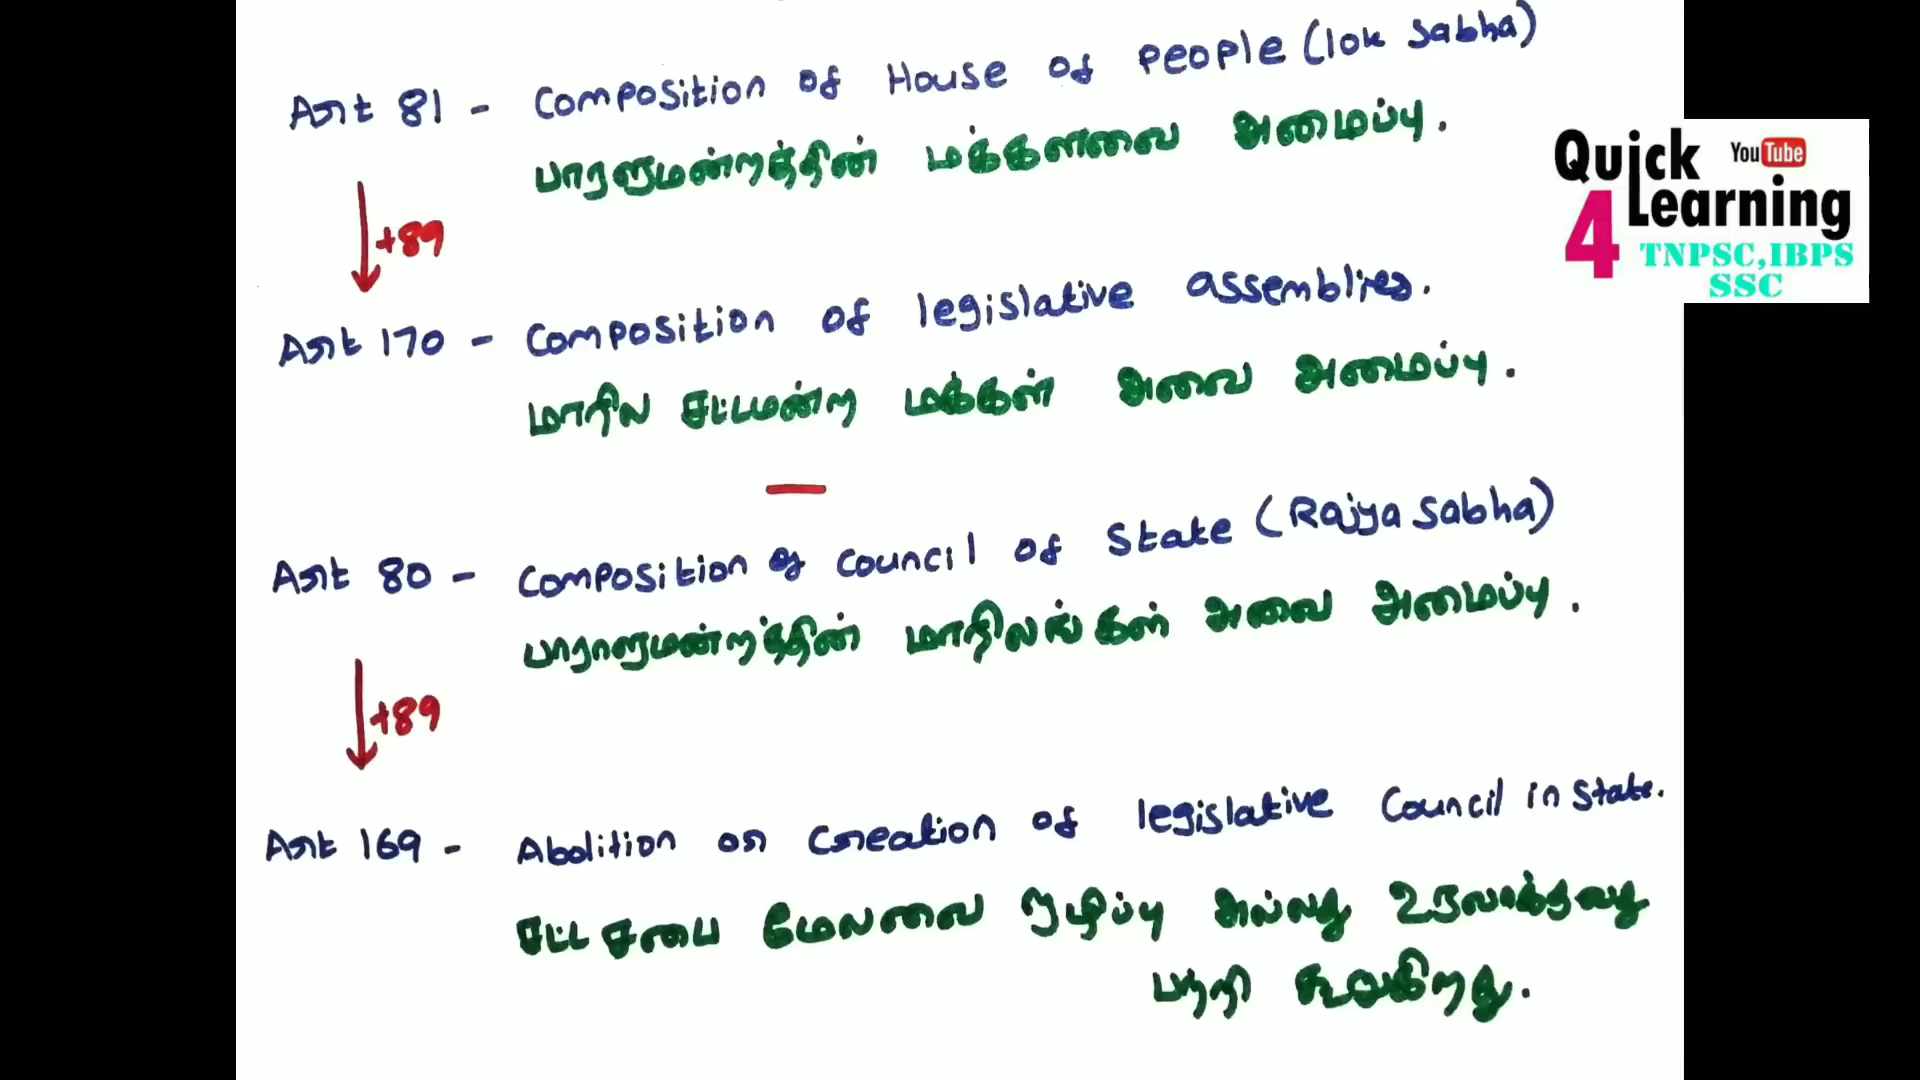 Art 81 - Composition of House of People (lok sabha)
பாரளுமன்றத்தின் மக்களவை அமைப்பு.
+89
Art 170 - Composition of legislative assemblies.
மாநில சட்டமன்ற மக்கள் அவை அமைப்பு.
Art 80 - Composition of Council of State (Rajya Sabha)
பாராளுமன்றத்தின் மாநிலங்கள் அவை அமைப்பு.
+89
Art 169 - Abolition or Creation of legislative Council in State.
சட்ட சபை மேலவை ஒழிப்பு அல்லது
பற்றி கூறுகிறது.
Quick YouTube
4 Learning
TNPSC,IBPS
SSC